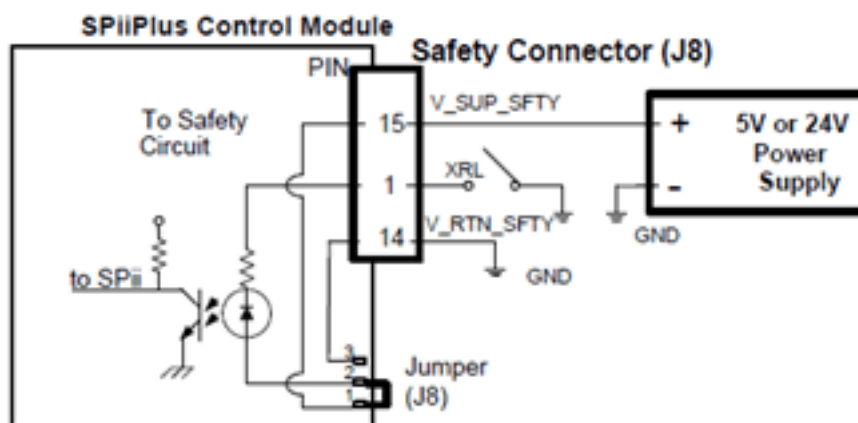 SPiiPlus Control Module
Safety Connector (J8)
PIN
V_SUP_SFTY
15
+
5V or 24V
Power
Supply
To Safety
Circuit
XRL
1
-
V_RTN_SFTY
14
GND
GND
to SPii
3
2
1
Jumper
(J8)